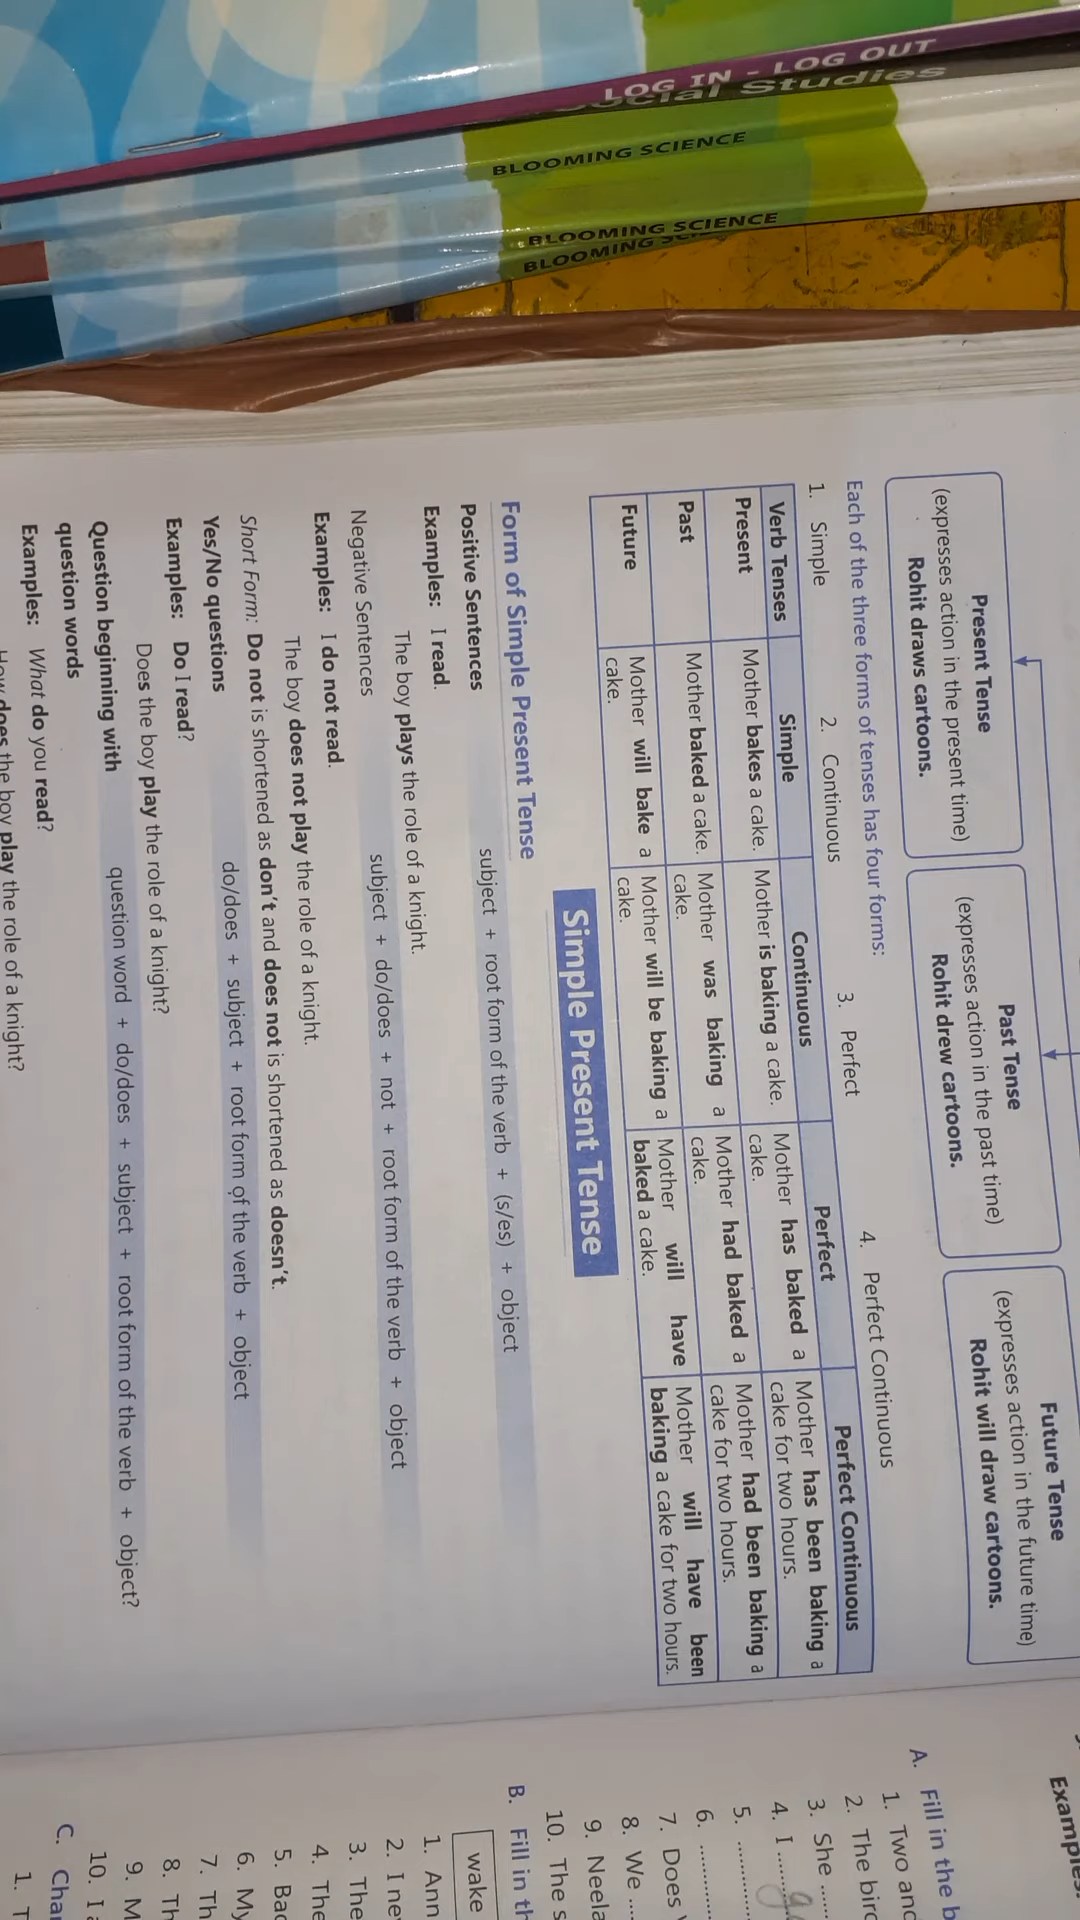 LOG IN - LOG OUT
Social Studies
BLOOMING SCIENCE
BLOOMING SCIENCE
BLOOMING
Present Tense
(expresses action in the present time)
Rohit draws cartoons.
Past Tense
(expresses action in the past time)
Rohit drew cartoons.
Future Tense
(expresses action in the future time)
Rohit will draw cartoons.
Each of the three forms of tenses has four forms:
1. Simple 2. Continuous 3. Perfect 4. Perfect Continuous
Verb Tenses Simple Continuous Perfect Perfect Continuous
Present Mother bakes a cake. Mother is baking a cake. Mother has baked a cake. Mother has been baking a cake for two hours.
Past Mother baked a cake. Mother was baking a cake. Mother had baked a cake. Mother had been baking a cake for two hours.
Future Mother will bake a cake. Mother will be baking a cake. Mother will have baked a cake. Mother will have been baking a cake for two hours.
Simple Present Tense
Form of Simple Present Tense
Positive Sentences subject + root form of the verb + (s/es) + object
Examples: I read.
The boy plays the role of a knight.
Negative Sentences subject + do/does + not + root form of the verb + object
Examples: I do not read.
The boy does not play the role of a knight.
Short Form: Do not is shortened as don't and does not is shortened as doesn't.
Yes/No questions do/does + subject + root form of the verb + object
Examples: Do I read?
Does the boy play the role of a knight?
Question beginning with question word + do/does + subject + root form of the verb + object?
question words
Examples: What do you read?
How does the boy play the role of a knight?
Examples:
A. Fill in the b
1. Two and
2. The bird
3. She ......
4. I ........
5. ............
6. ............
7. Does
8. We ....
9. Neela
10. The s
B. Fill in th
wake
1. Ann
2. I ne
3. The
4. The
5. Bac
6. My
7. Th
8. Th
9. M
10. I
C. Cha
1. T